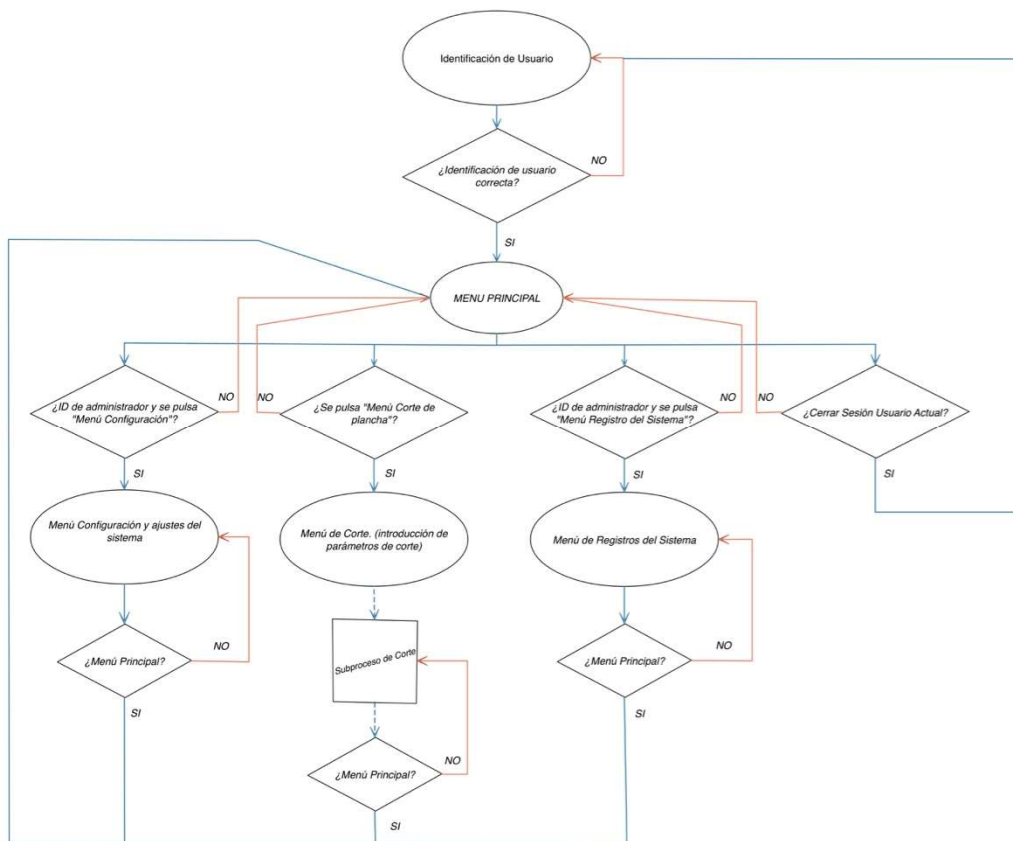 Identificación de Usuario
¿Identificación de usuario
correcta?
NO
SI
MENU PRINCIPAL
¿ID de administrador y se pulsa
"Menú Configuración"?
NO
NO
¿Se pulsa "Menú Corte de
plancha"?
¿ID de administrador y se pulsa
"Menú Registro del Sistema"?
NO
NO
¿Cerrar Sesión Usuario Actual?
SI
SI
SI
SI
Menú Configuración y ajustes del
sistema
Menú de Corte. (introducción de
parámetros de corte)
Menú de Registros del Sistema
¿Menú Principal?
NO
Subproceso de Corte
¿Menú Principal?
NO
SI
SI
¿Menú Principal?
NO
SI